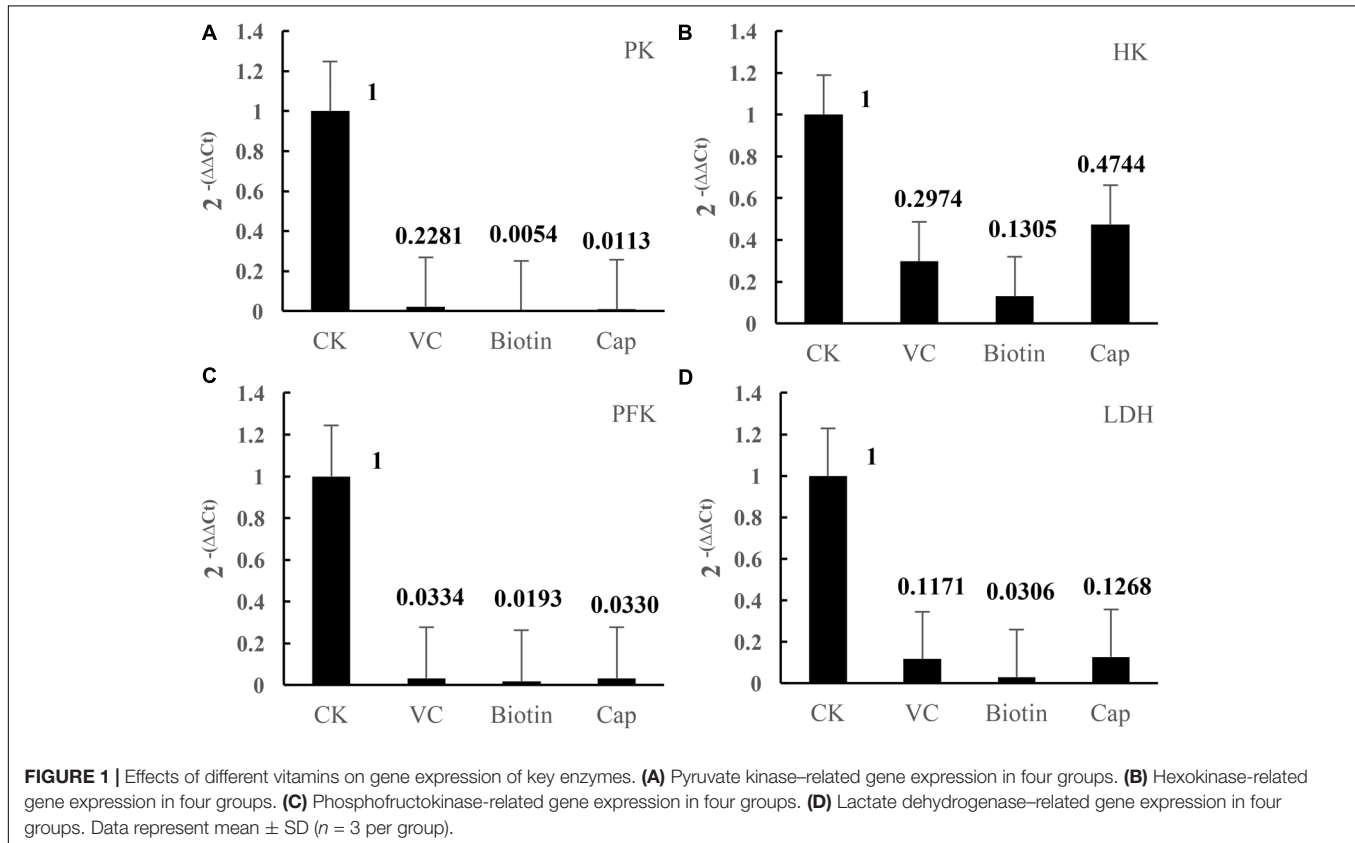 A
PK
1.4
1.2
1
0.8
0.6
0.4
0.2
0
2 -(ΔΔCt)
1
0.2281
0.0054
0.0113
CK VC Biotin Cap
B
HK
1.4
1.2
1
0.8
0.6
0.4
0.2
0
2 -(ΔΔCt)
1
0.2974
0.1305
0.4744
CK VC Biotin Cap
C
PFK
1.4
1.2
1
0.8
0.6
0.4
0.2
0
2 -(ΔΔCt)
1
0.0334
0.0193
0.0330
CK VC Biotin Cap
D
LDH
1.4
1.2
1
0.8
0.6
0.4
0.2
0
2 -(ΔΔCt)
1
0.1171
0.0306
0.1268
CK VC Biotin Cap
FIGURE 1 | Effects of different vitamins on gene expression of key enzymes. (A) Pyruvate kinase–related gene expression in four groups. (B) Hexokinase-related
gene expression in four groups. (C) Phosphofructokinase-related gene expression in four groups. (D) Lactate dehydrogenase–related gene expression in four
groups. Data represent mean ± SD (n = 3 per group).